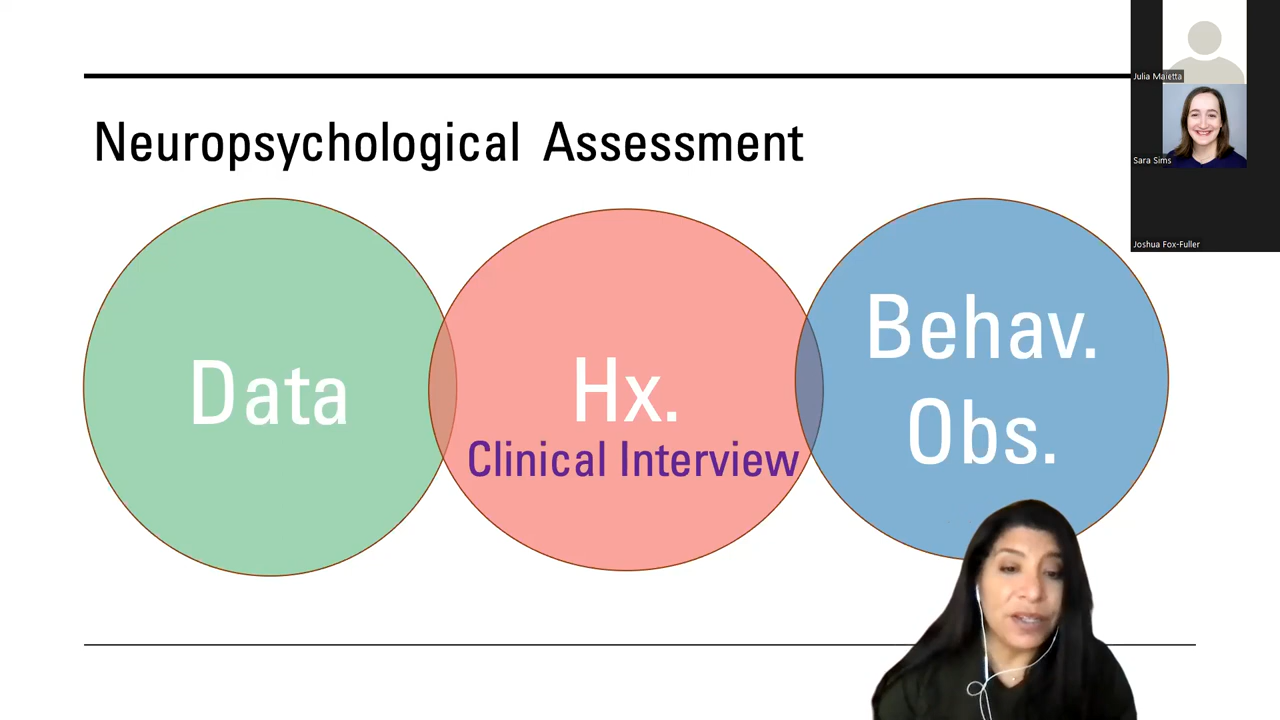 Neuropsychological Assessment
Data
Hx.
Clinical Interview
Behav.
Obs.
Julia Maietta
Sara Sims
Joshua Fox-Fuller